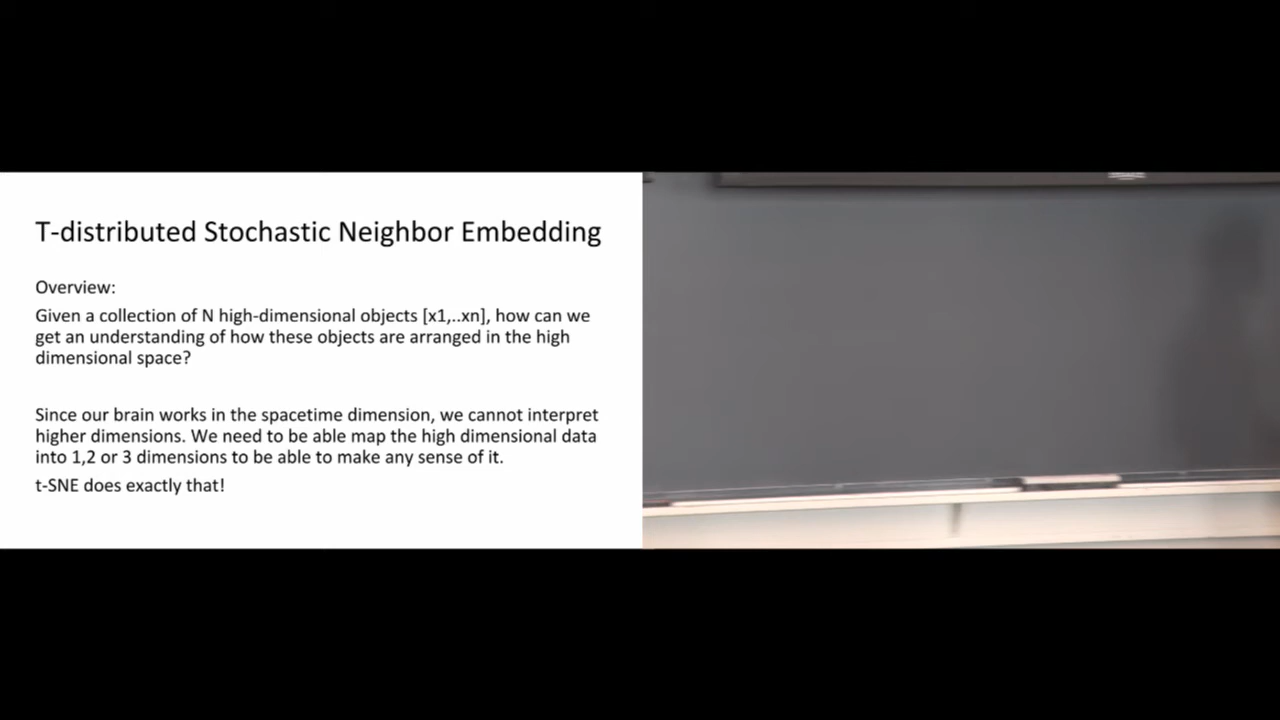 T-distributed Stochastic Neighbor Embedding
Overview:
Given a collection of N high-dimensional objects [x1,..xn], how can we
get an understanding of how these objects are arranged in the high
dimensional space?
Since our brain works in the spacetime dimension, we cannot interpret
higher dimensions. We need to be able map the high dimensional data
into 1,2 or 3 dimensions to be able to make any sense of it.
t-SNE does exactly that!